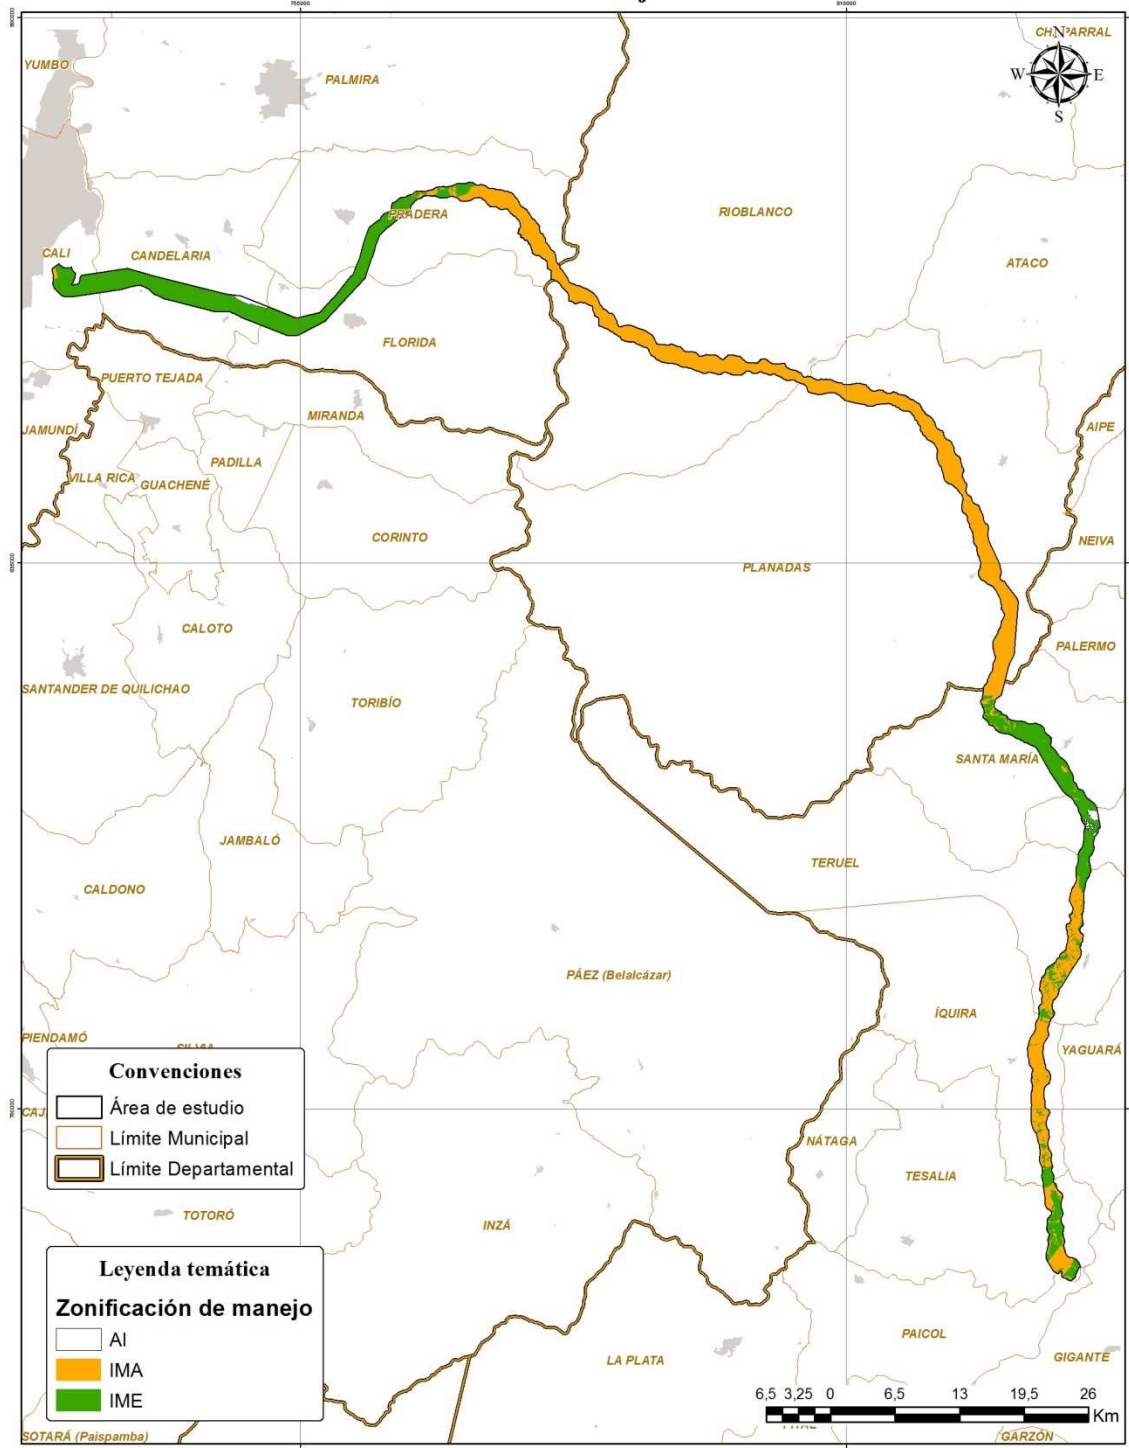 755000
810000
CHAPARRAL
N
W E
S
YUMBO
PALMIRA
PRADERA
RIOBLANCO
CALI
CANDELARIA
ATACO
FLORIDA
PUERTO TEJADA
MIRANDA
JAMUNDÍ
AIPE
PADILLA
VILLA RICA
GUACHENÉ
CORINTO
NEIVA
PLANADAS
CALOTO
PALERMO
SANTANDER DE QUILICHAO
TORIBÍO
SANTA MARÍA
JAMBALÓ
TERUEL
CALDONO
PÁEZ (Belalcázar)
ÍQUIRA
PIENDAMÓ
YAGUARÁ
Convenciones
Área de estudio
Límite Municipal
Límite Departamental
NÁTAGA
TESALIA
TOTORÓ
INZÁ
Leyenda temática
Zonificación de manejo
AI
IMA
IME
PAICOL
LA PLATA
GIGANTE
6,5 3,25 0 6,5 13 19,5 26
Km
SOTARÁ (Paispamba)
GARZÓN